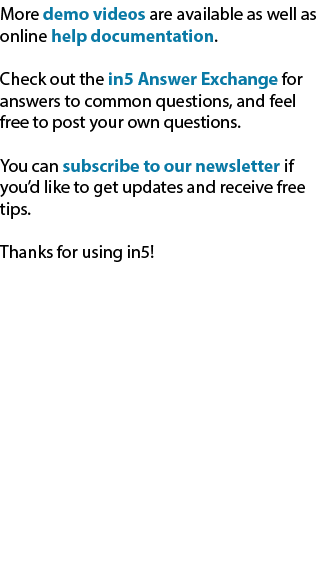 More demo videos are available as well as
online help documentation.
Check out the in5 Answer Exchange for
answers to common questions, and feel
free to post your own questions.
You can subscribe to our newsletter if
you’d like to get updates and receive free
tips.
Thanks for using in5!